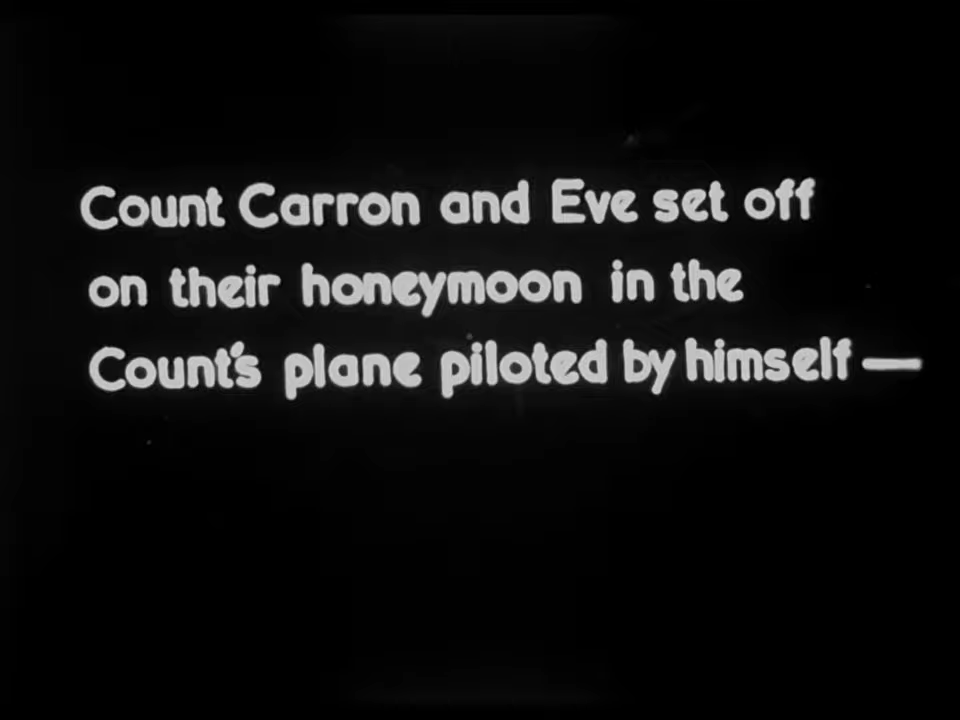 Count Carron and Eve set off
on their honeymoon in the
Count's plane piloted by himself —